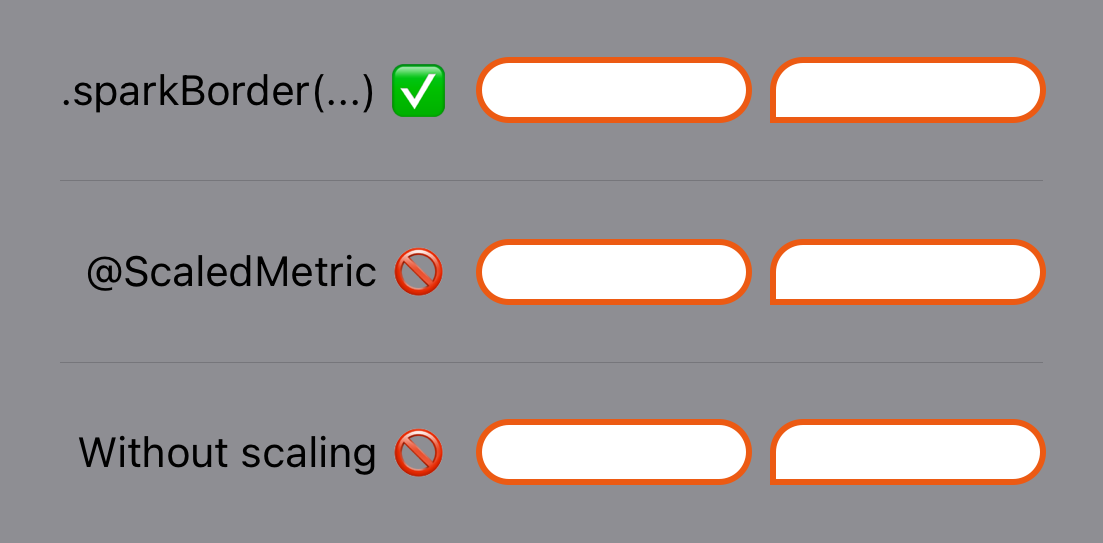 .sparkBorder(...) ✅
@ScaledMetric 🚫
Without scaling 🚫